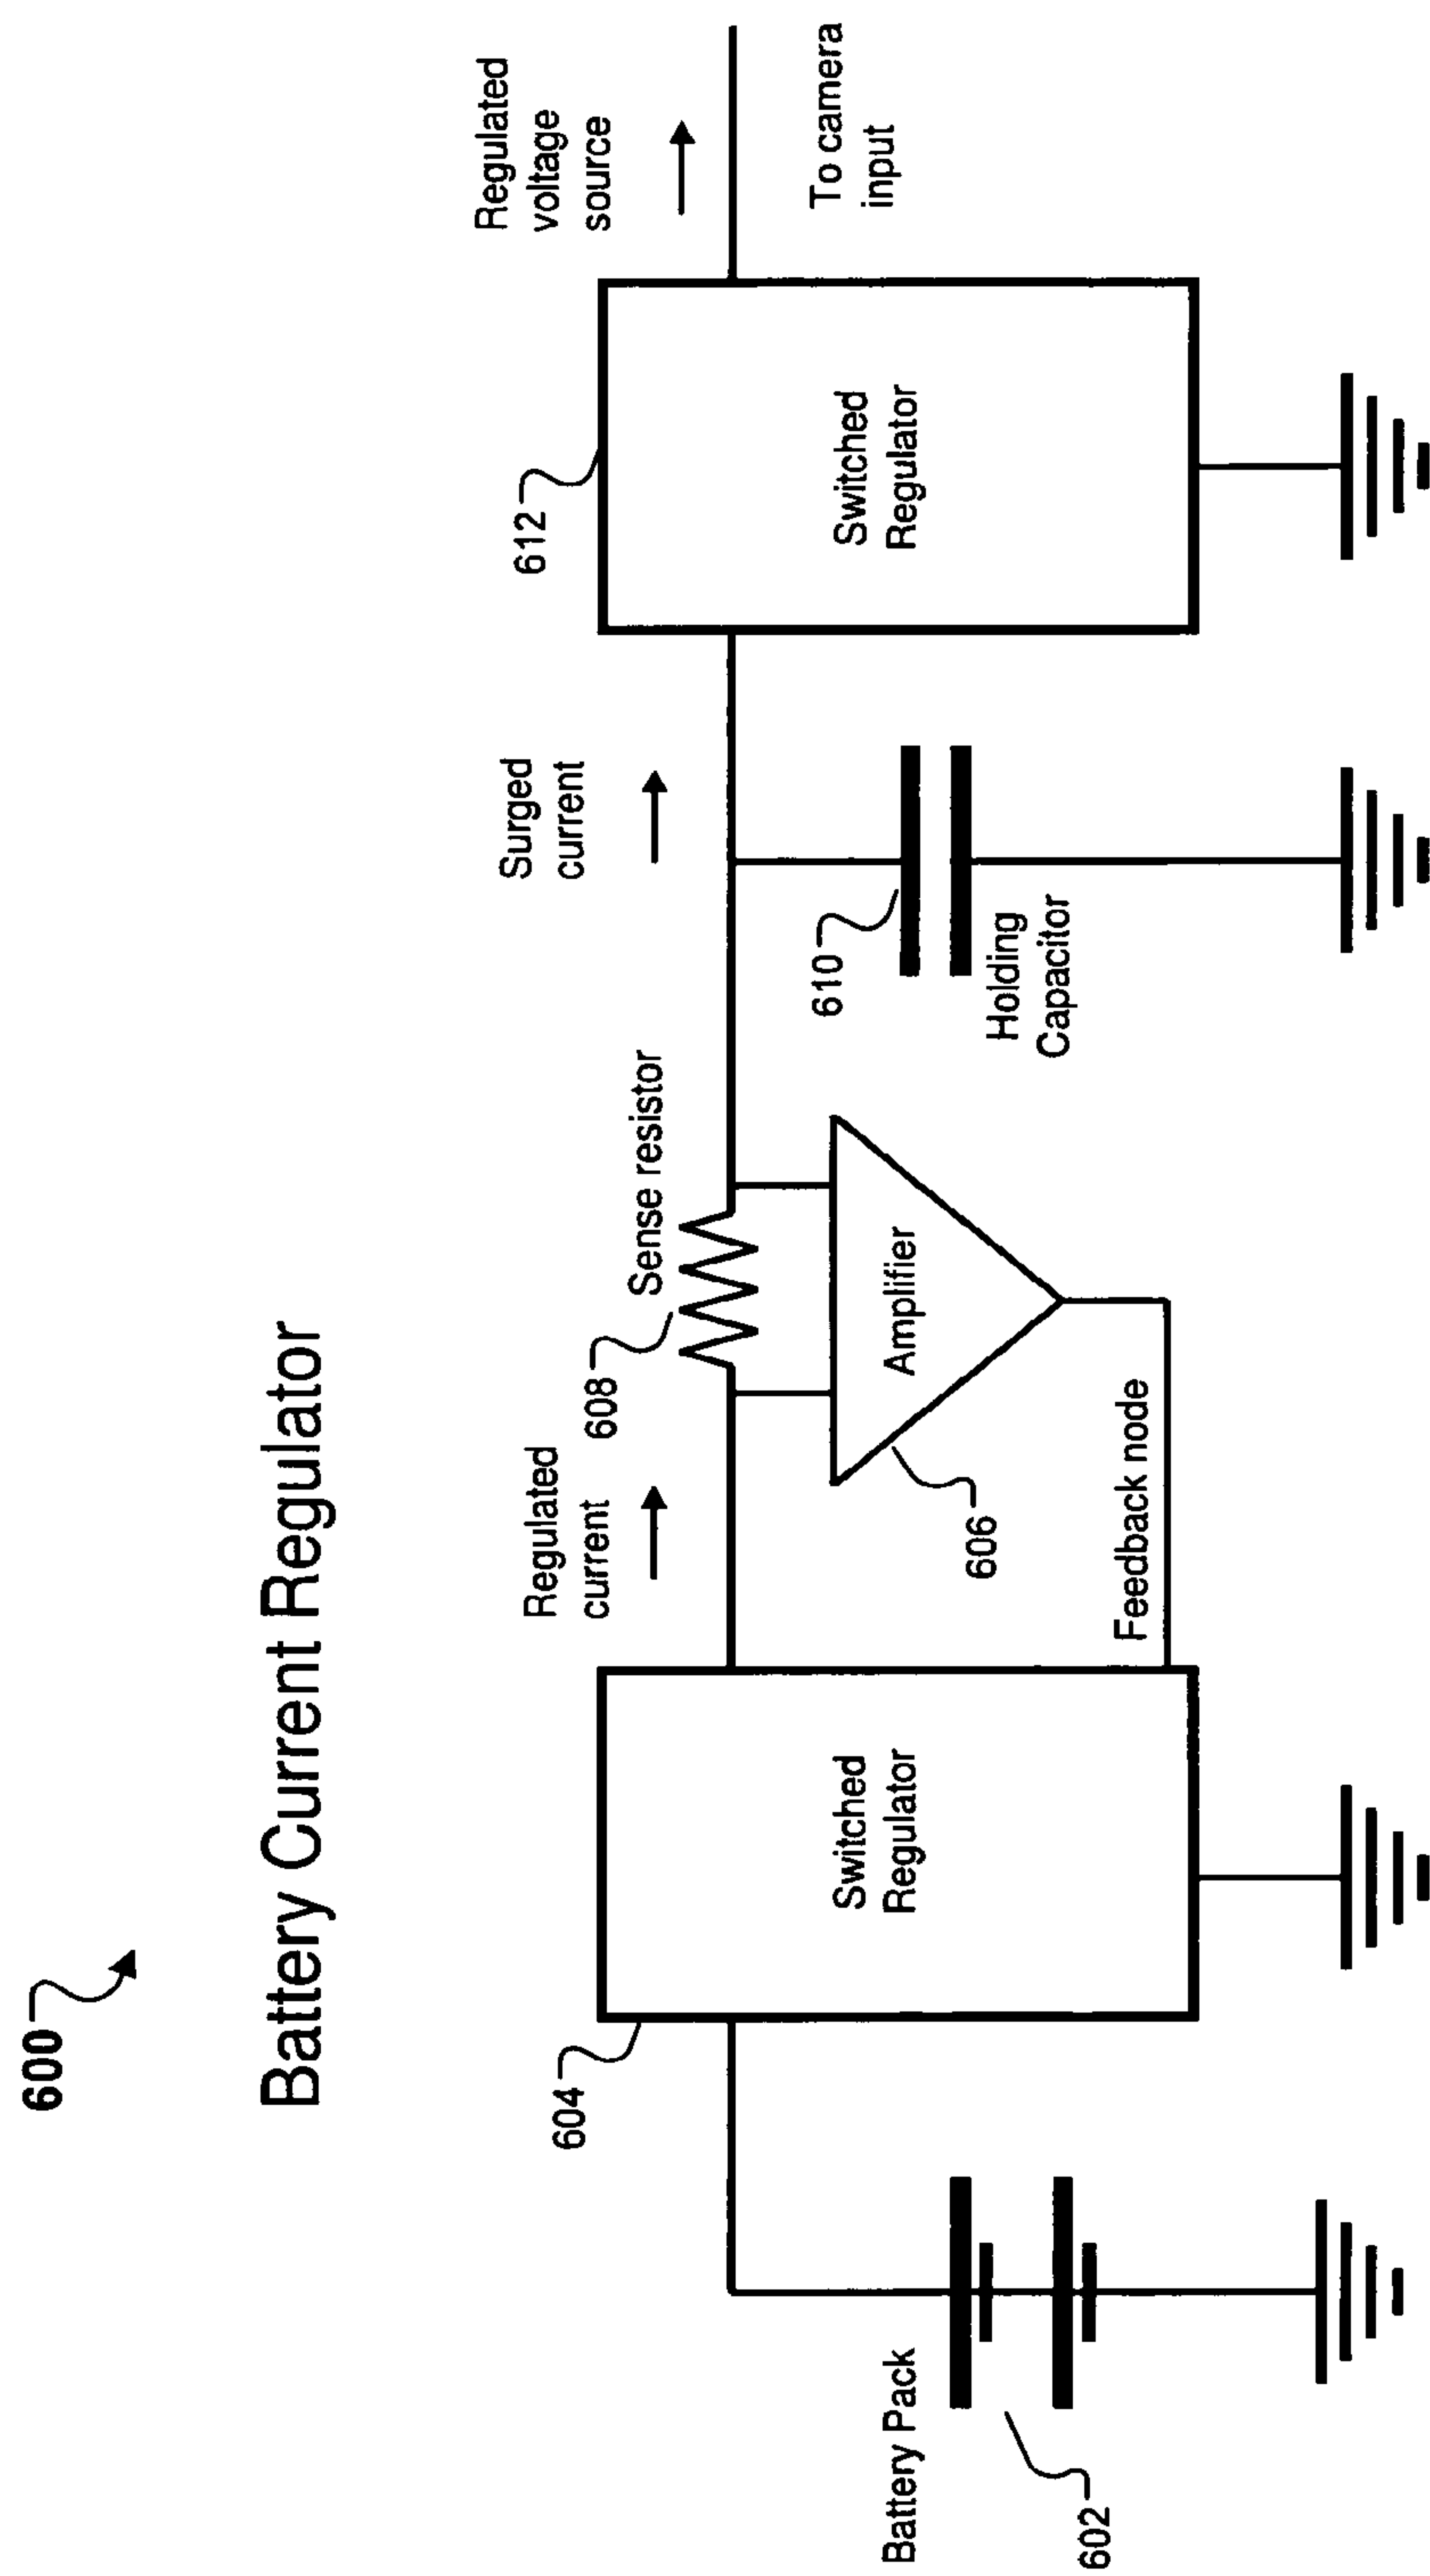 600
Battery Current Regulator
Regulated
voltage
source
To camera
input
612
Switched
Regulator
Surged
current
610
Holding
Capacitor
Sense resistor
608
Regulated
current
Amplifier
606
Feedback node
604
Switched
Regulator
Battery Pack
602